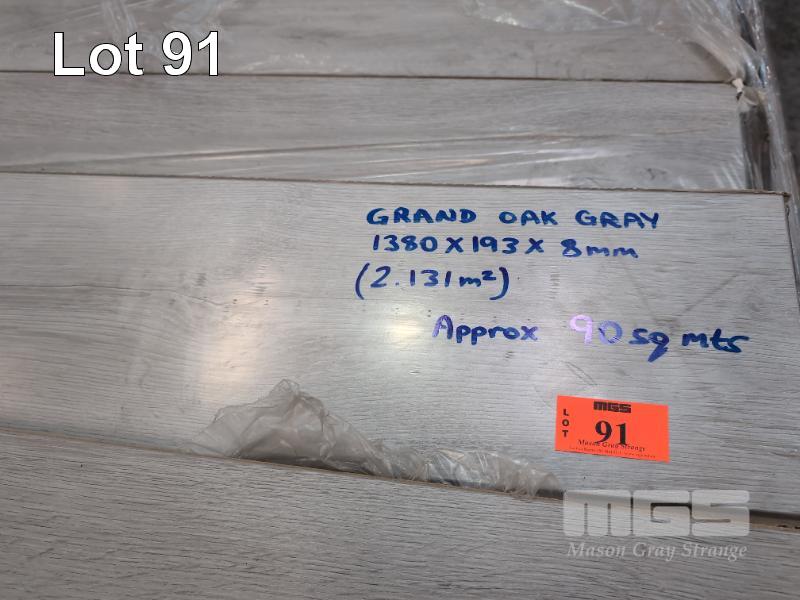 Lot 91
GRAND OAK GRAY
1380 X 193 X 8mm
(2.131m²)
Approx 90 sq mts
MGS
LOT
91
Mason Gray Strange
MGS
Mason Gray Strange